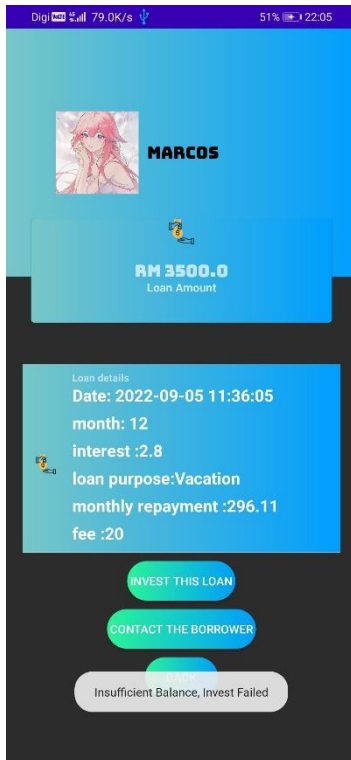 Digi 79.0K/s 51% 22:05
MARCOS
RM 3500.0
Loan Amount
Loan details
Date: 2022-09-05 11:36:05
month: 12
interest :2.8
loan purpose:Vacation
monthly repayment :296.11
fee :20
INVEST THIS LOAN
CONTACT THE BORROWER
BACK
Insufficient Balance, Invest Failed